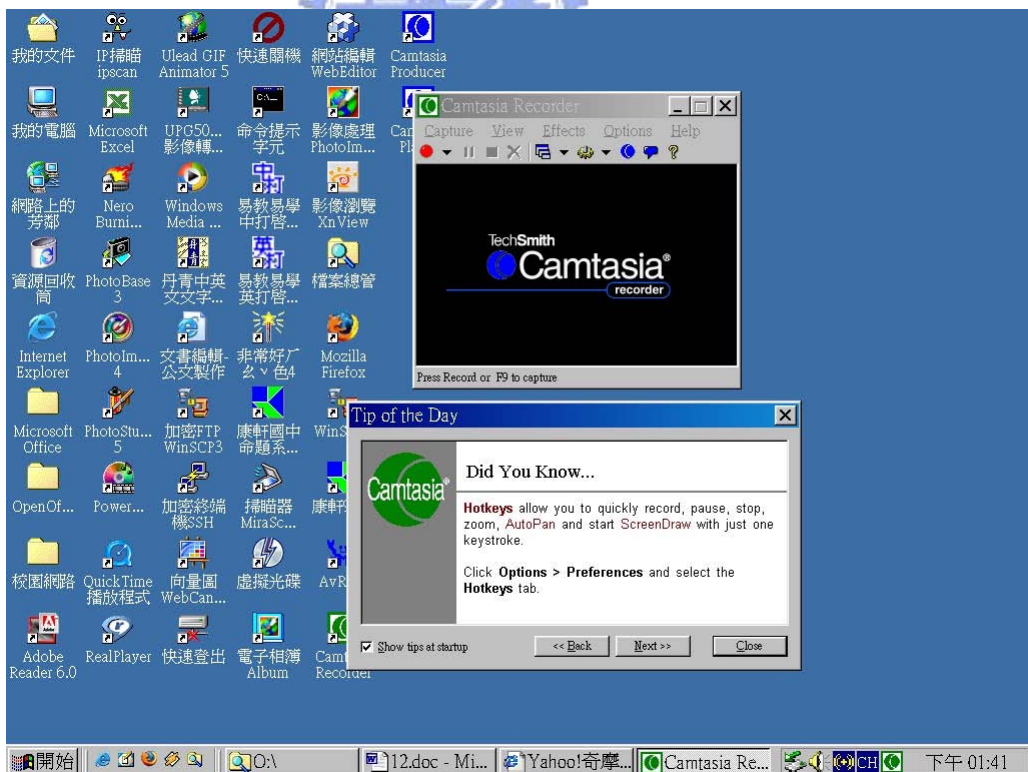 我的文件
IP掃瞄
ipscan
Ulead GIF
Animator 5
快速關機
網站編輯
WebEditor
Camtasia
Producer
我的電腦
Microsoft
Excel
UPG50...
影像轉...
命令提示
字元
影像處理
PhotoIm...
網路上的
芳鄰
Nero
Burni...
Windows
Media ...
易教易學
中打啓...
影像瀏覽
XnView
資源回收
筒
PhotoBase
3
丹青中英
文文字...
易教易學
英打啓...
檔案總管
Internet
Explorer
PhotoIm...
4
文書編輯-
公文製作
非常好ㄏ
ㄠˇ色4
Mozilla
Firefox
Microsoft
Office
PhotoStu...
5
加密FTP
WinSCP3
康軒國中
命題系...
WinS
OpenOf...
Power...
加密終端
機SSH
掃瞄器
MiraSc...
康軒
校園網路
QuickTime
播放程式
向量圖
WebCan...
虛擬光碟
AvR
Adobe
Reader 6.0
RealPlayer
快速登出
電子相簿
Album
Camt
Recorder
Camtasia Recorder
Capture View Effects Options Help
TechSmith
Camtasia®
recorder
Press Record or F9 to capture
Tip of the Day
Camtasia®
Did You Know...
Hotkeys allow you to quickly record, pause, stop,
zoom, AutoPan and start ScreenDraw with just one
keystroke.
Click Options > Preferences and select the
Hotkeys tab.
Show tips at startup
<< Back
Next >>
Close
開始
O:\
12.doc - Mi...
Yahoo!奇摩...
Camtasia Re...
CH
下午 01:41